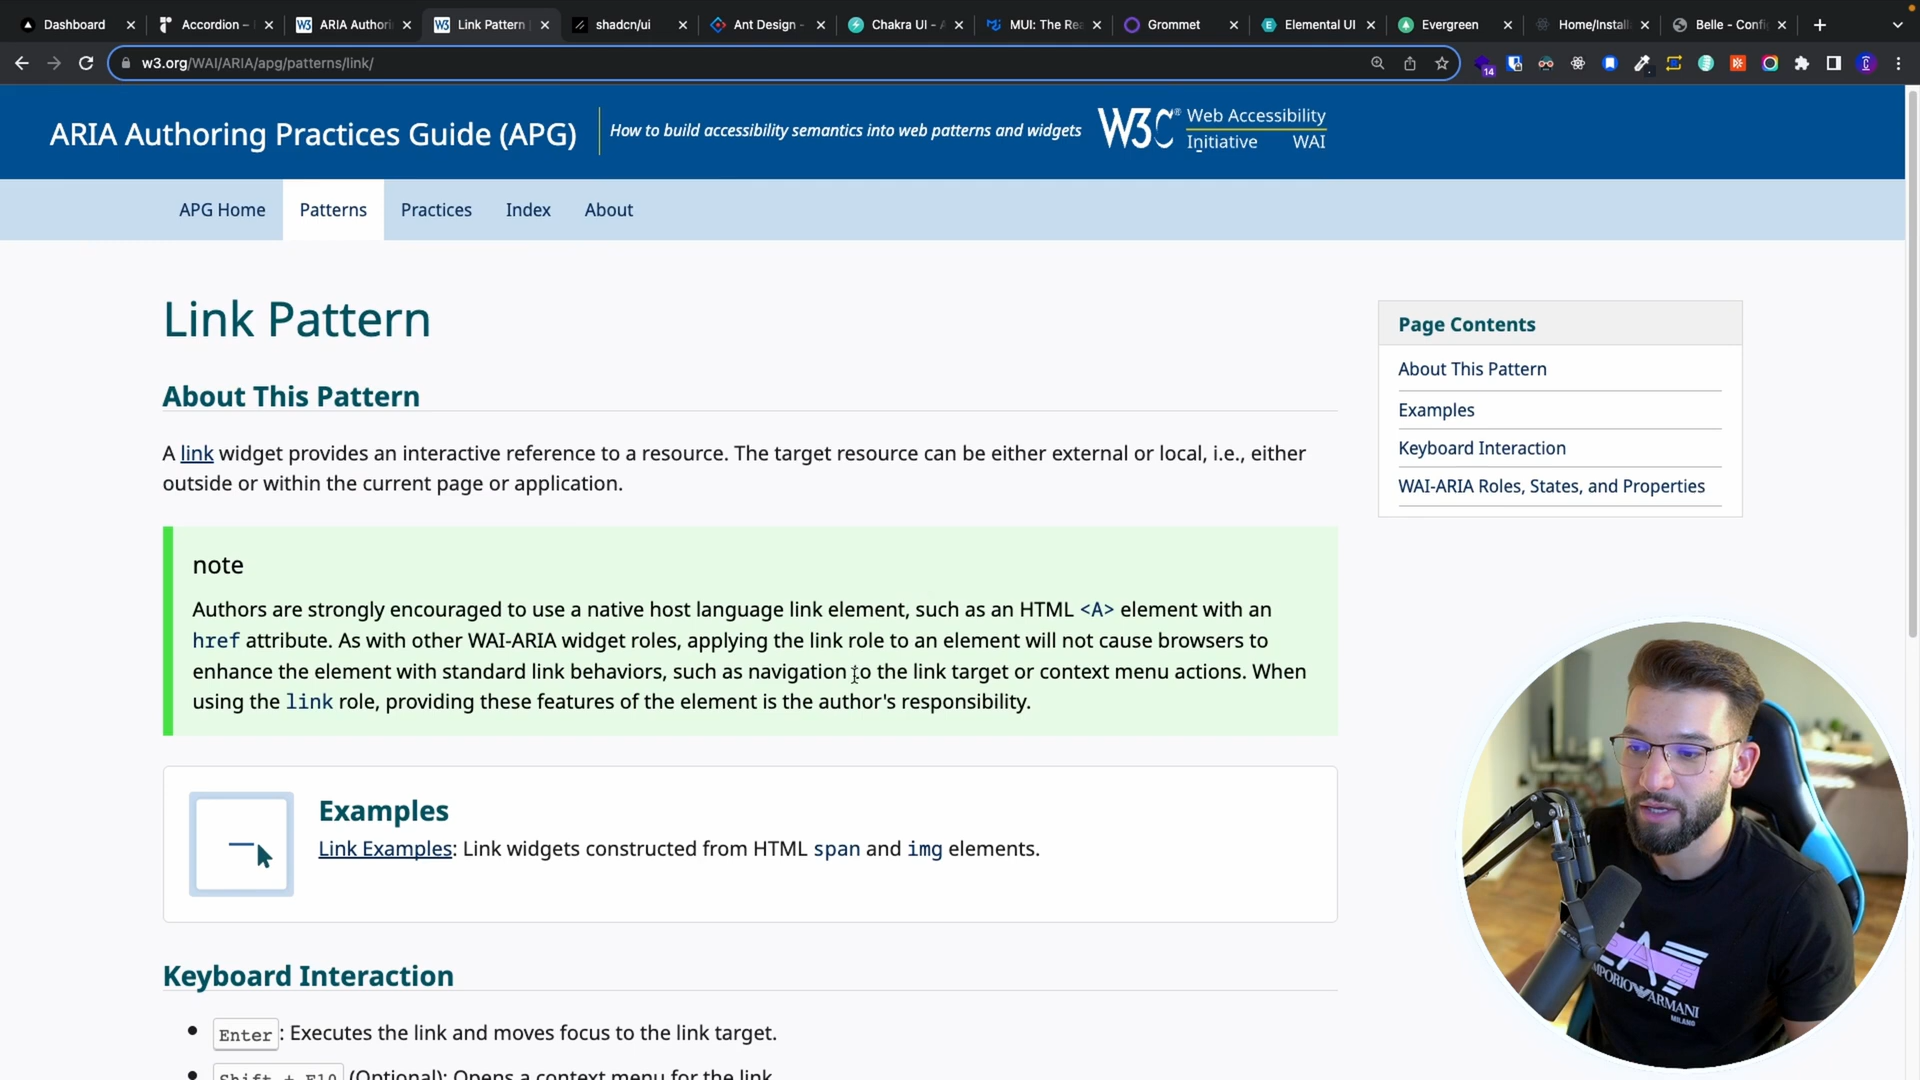 Dashboard
Accordion –
ARIA Authori
Link Pattern
shadcn/ui
Ant Design -
Chakra UI - A
MUI: The Rea
Grommet
Elemental UI
Evergreen
Home/Install
Belle - Config
w3.org/WAI/ARIA/apg/patterns/link/
14
ARIA Authoring Practices Guide (APG)
How to build accessibility semantics into web patterns and widgets
W3C® Web Accessibility
Initiative WAI
APG Home
Patterns
Practices
Index
About
Link Pattern
About This Pattern
A link widget provides an interactive reference to a resource. The target resource can be either external or local, i.e., either
outside or within the current page or application.
note
Authors are strongly encouraged to use a native host language link element, such as an HTML <A> element with an
href attribute. As with other WAI-ARIA widget roles, applying the link role to an element will not cause browsers to
enhance the element with standard link behaviors, such as navigation to the link target or context menu actions. When
using the link role, providing these features of the element is the author's responsibility.
Examples
Link Examples: Link widgets constructed from HTML span and img elements.
Keyboard Interaction
Enter: Executes the link and moves focus to the link target.
Shift + F10 (Optional): Opens a context menu for the link.
Page Contents
About This Pattern
Examples
Keyboard Interaction
WAI-ARIA Roles, States, and Properties
EMPORIO ARMANI
MILANO